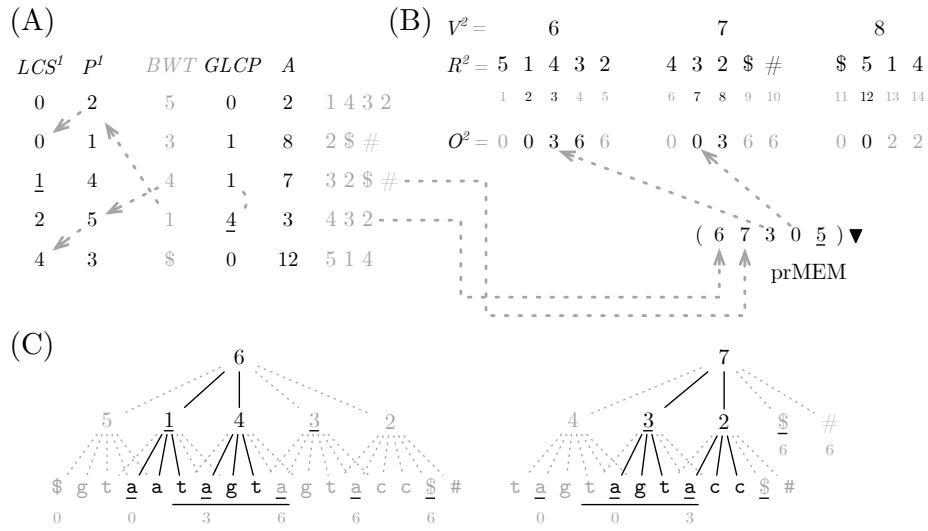 (A)
LCS¹ P¹ BWT GLCP A
0 2 5 0 2 1 4 3 2
0 1 3 1 8 2 $ #
1 4 4 1 7 3 2 $ #
2 5 1 4 3 4 3 2
4 3 $ 0 12 5 1 4
(B)
V² = 6 7 8
R² = 5 1 4 3 2 4 3 2 $ # $ 5 1 4
1 2 3 4 5 6 7 8 9 10 11 12 13 14
O² = 0 0 3 6 6 0 0 3 6 6 0 0 2 2
( 6 7 3 0 5 ) ▼
prMEM
(C)
6 7
5 1 4 3 2 4 3 2 $ #
6 6
$ g t a a t a g t a g t a c c $ # t a g t a g t a c c $ #
0 0 3 6 6 6 0 0 3